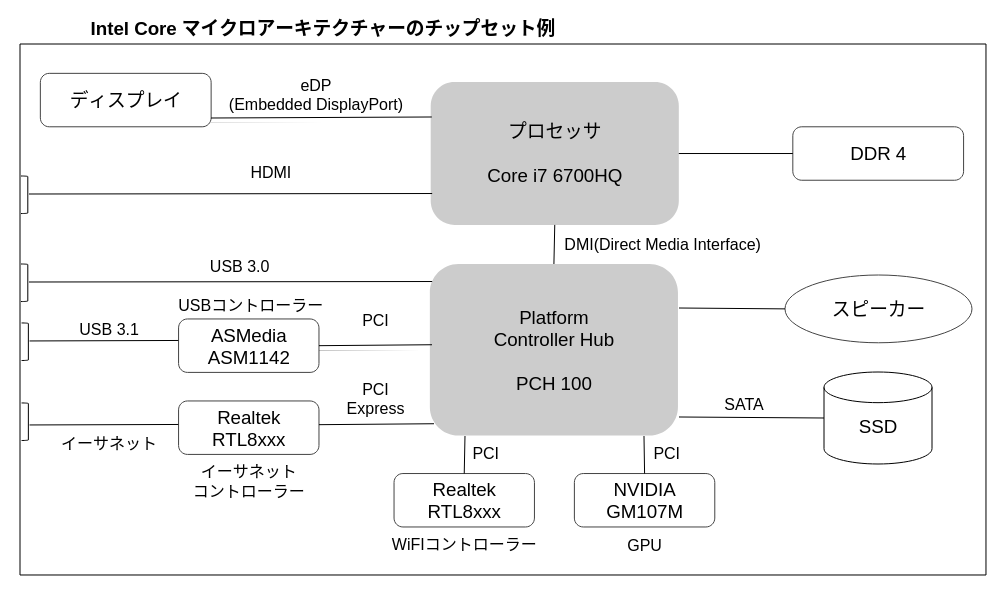 Intel Core マイクロアーキテクチャーのチップセット例
ディスプレイ
eDP
(Embedded DisplayPort)
プロセッサ
Core i7 6700HQ
DDR 4
HDMI
DMI(Direct Media Interface)
USB 3.0
USBコントローラー
USB 3.1
ASMedia
ASM1142
PCI
Platform
Controller Hub
PCH 100
スピーカー
PCI
Express
Realtek
RTL8xxx
イーサネット
イーサネット
コントローラー
SATA
SSD
PCI
PCI
Realtek
RTL8xxx
WiFIコントローラー
NVIDIA
GM107M
GPU